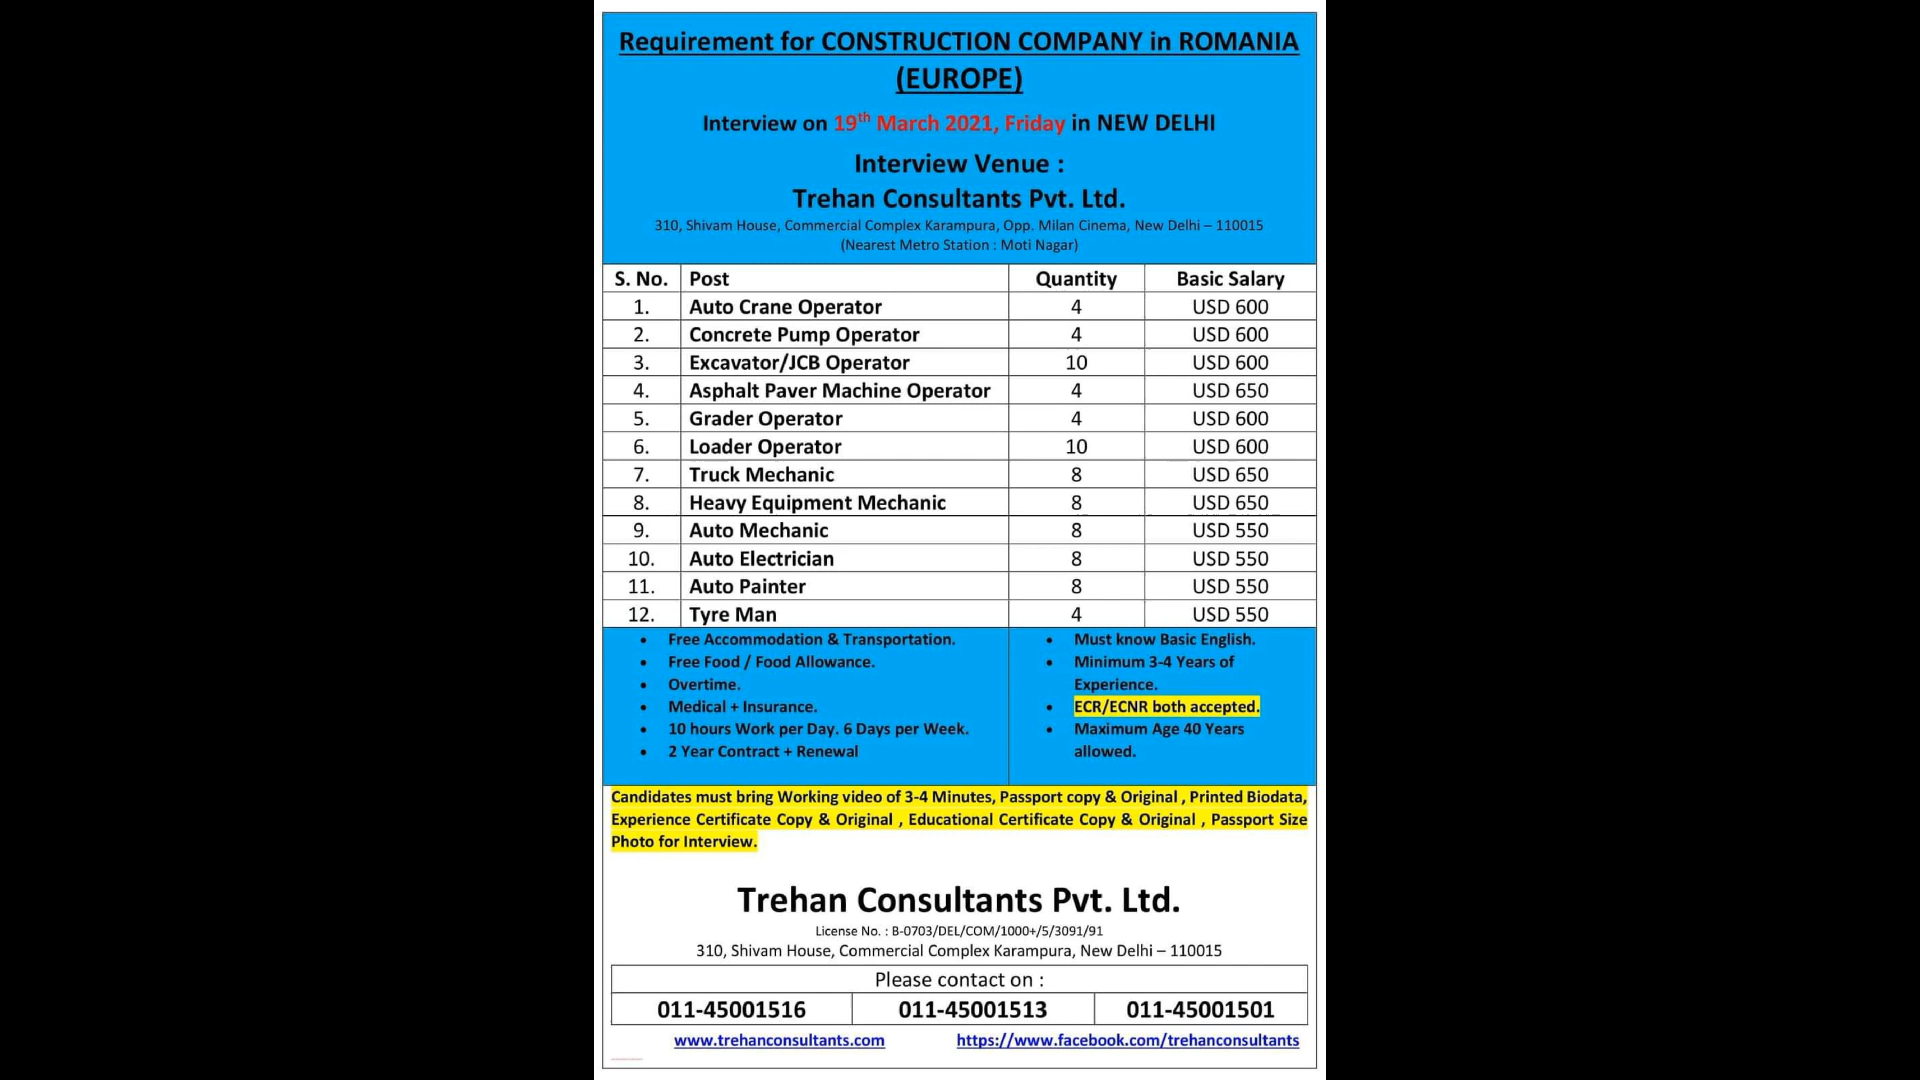 Requirement for CONSTRUCTION COMPANY in ROMANIA
(EUROPE)
Interview on 19th March 2021, Friday in NEW DELHI
Interview Venue :
Trehan Consultants Pvt. Ltd.
310, Shivam House, Commercial Complex Karampura, Opp. Milan Cinema, New Delhi – 110015
(Nearest Metro Station : Moti Nagar)
S. No. Post Quantity Basic Salary
1. Auto Crane Operator 4 USD 600
2. Concrete Pump Operator 4 USD 600
3. Excavator/JCB Operator 10 USD 600
4. Asphalt Paver Machine Operator 4 USD 650
5. Grader Operator 4 USD 600
6. Loader Operator 10 USD 600
7. Truck Mechanic 8 USD 650
8. Heavy Equipment Mechanic 8 USD 650
9. Auto Mechanic 8 USD 550
10. Auto Electrician 8 USD 550
11. Auto Painter 8 USD 550
12. Tyre Man 4 USD 550
• Free Accommodation & Transportation.
• Free Food / Food Allowance.
• Overtime.
• Medical + Insurance.
• 10 hours Work per Day. 6 Days per Week.
• 2 Year Contract + Renewal
• Must know Basic English.
• Minimum 3-4 Years of
Experience.
• ECR/ECNR both accepted.
• Maximum Age 40 Years
allowed.
Candidates must bring Working video of 3-4 Minutes, Passport copy & Original , Printed Biodata,
Experience Certificate Copy & Original , Educational Certificate Copy & Original , Passport Size
Photo for Interview.
Trehan Consultants Pvt. Ltd.
License No. : B-0703/DEL/COM/1000+/5/3091/91
310, Shivam House, Commercial Complex Karampura, New Delhi – 110015
Please contact on :
011-45001516 011-45001513 011-45001501
www.trehanconsultants.com https://www.facebook.com/trehanconsultants